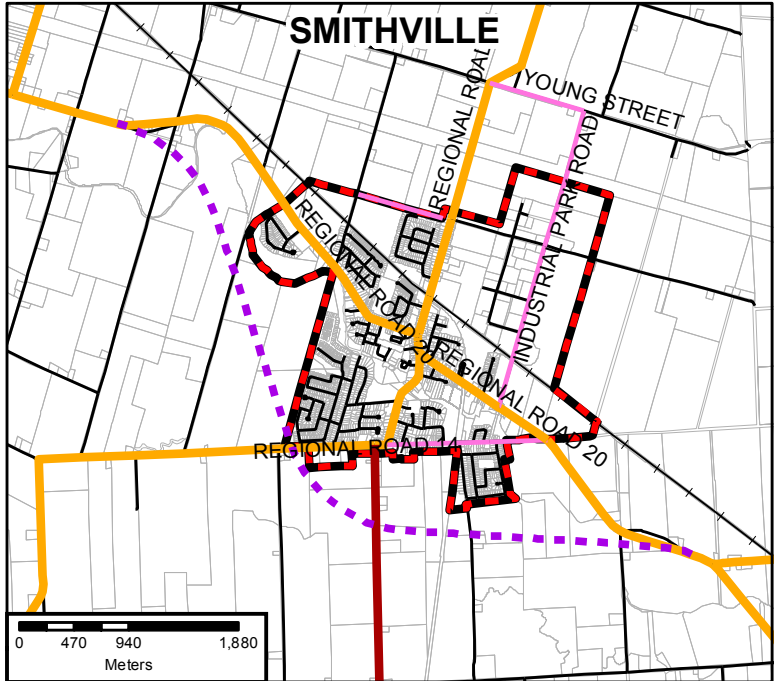 SMITHVILLE
YOUNG STREET
REGIONAL ROAD
INDUSTRIAL PARK ROAD
REGIONAL ROAD 20
REGIONAL ROAD 20
REGIONAL ROAD 14
0 470 940 1,880
Meters